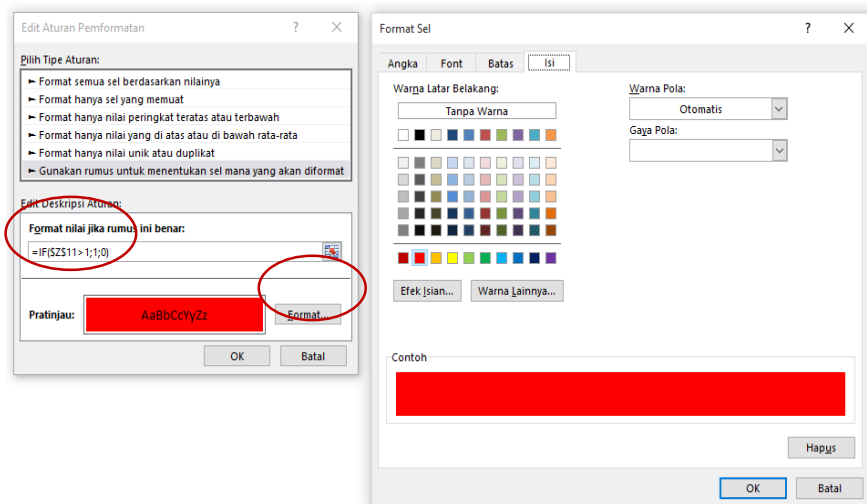 Edit Aturan Pemformatan
?
Pilih Tipe Aturan:
► Format semua sel berdasarkan nilainya
► Format hanya sel yang memuat
► Format hanya nilai peringkat teratas atau terbawah
► Format hanya nilai yang di atas atau di bawah rata-rata
► Format hanya nilai unik atau duplikat
► Gunakan rumus untuk menentukan sel mana yang akan diformat
Edit Deskripsi Aturan:
Format nilai jika rumus ini benar:
=IF($Z$11>1;1;0)
Pratinjau:
AaBbCcYyZz
Format...
OK
Batal
Format Sel
?
Angka
Font
Batas
Isi
Warna Latar Belakang:
Tanpa Warna
Efek Isian...
Warna Lainnya...
Warna Pola:
Otomatis
Gaya Pola:
Contoh
Hapus
OK
Batal